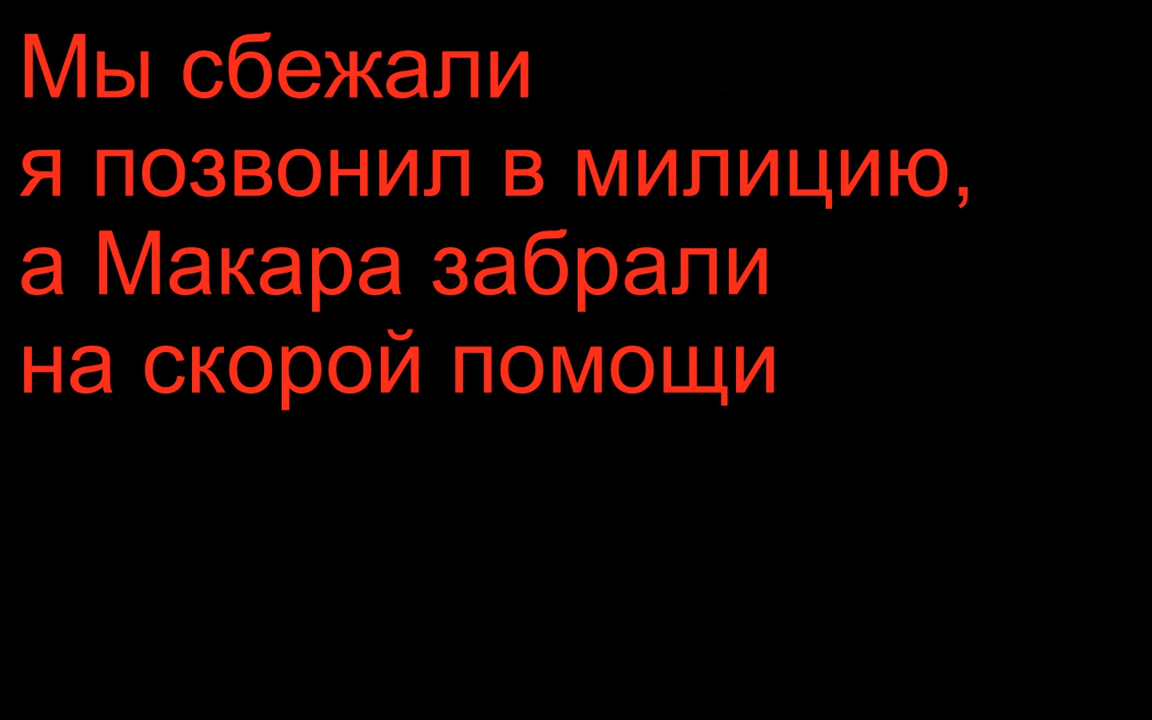 Мы сбежали
я позвонил в милицию,
а Макара забрали
на скорой помощи